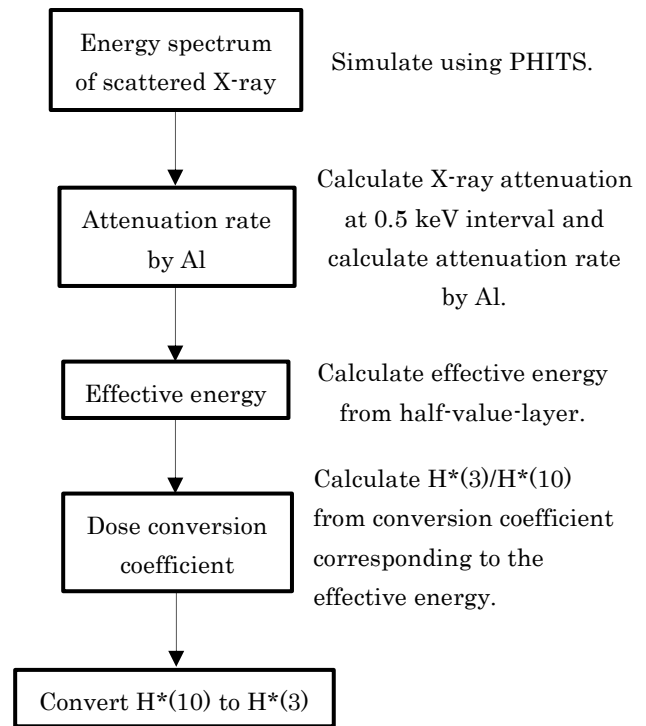 Energy spectrum
of scattered X-ray
Simulate using PHITS.
Attenuation rate
by Al
Calculate X-ray attenuation
at 0.5 keV interval and
calculate attenuation rate
by Al.
Effective energy
Calculate effective energy
from half-value-layer.
Dose conversion
coefficient
Calculate H*(3)/H*(10)
from conversion coefficient
corresponding to the
effective energy.
Convert H*(10) to H*(3)